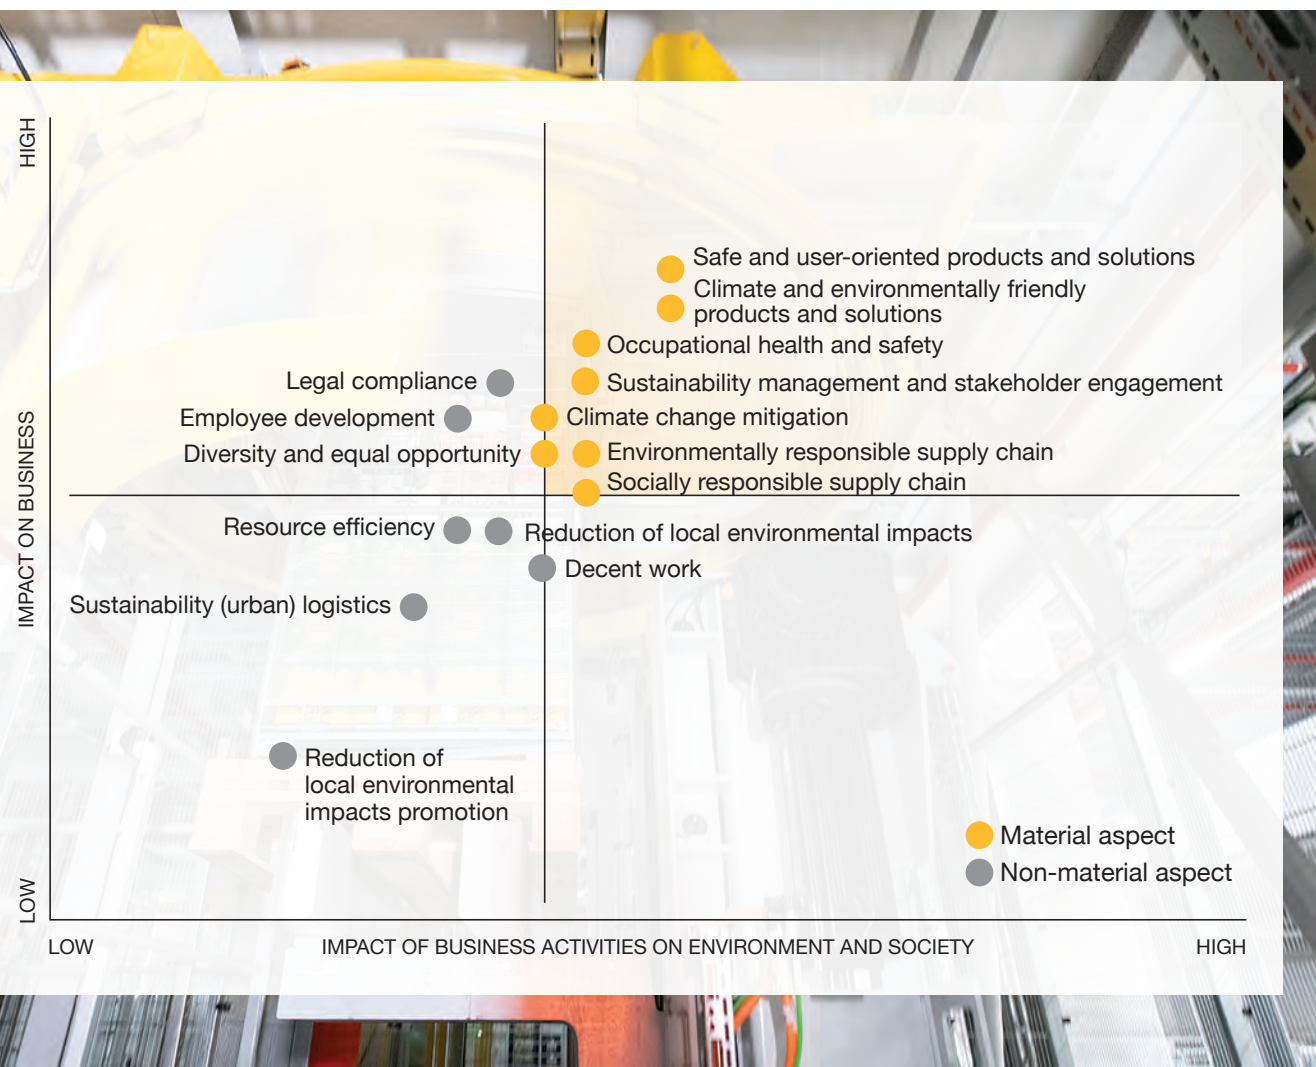 HIGH
Safe and user-oriented products and solutions
Climate and environmentally friendly
products and solutions
Occupational health and safety
Legal compliance
Sustainability management and stakeholder engagement
Employee development
Climate change mitigation
Diversity and equal opportunity
Environmentally responsible supply chain
Socially responsible supply chain
IMPACT ON BUSINESS
Resource efficiency
Reduction of local environmental impacts
Decent work
Sustainability (urban) logistics
Reduction of
local environmental
impacts promotion
Material aspect
Non-material aspect
LOW
LOW
IMPACT OF BUSINESS ACTIVITIES ON ENVIRONMENT AND SOCIETY
HIGH